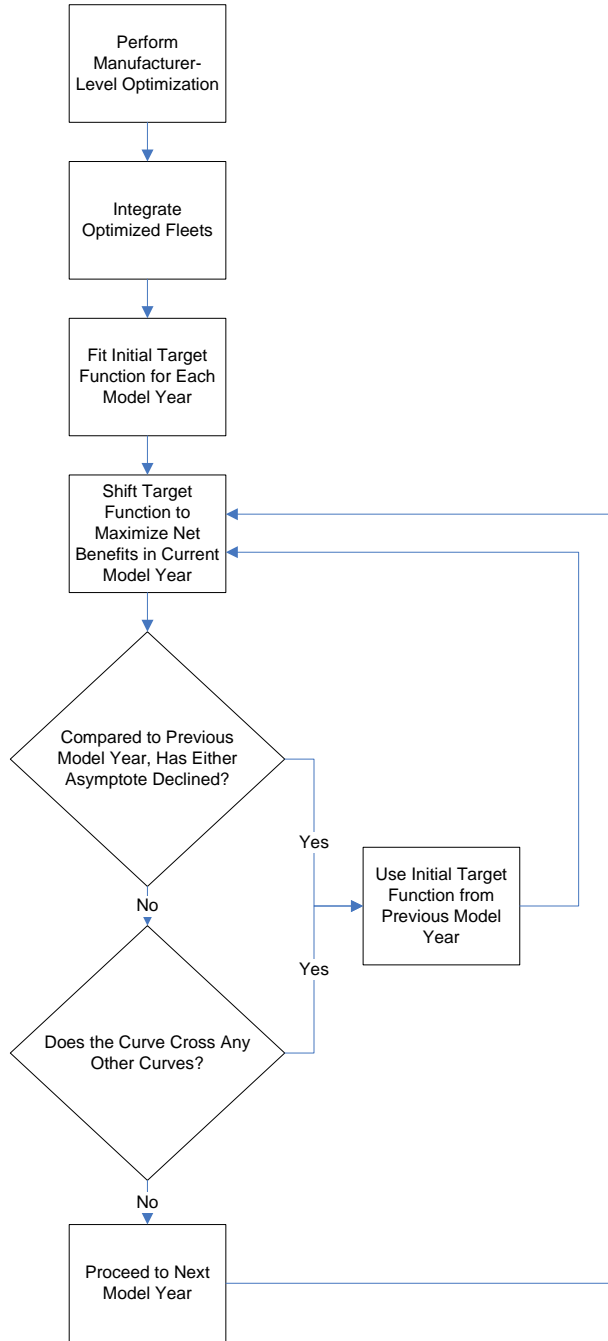 Perform
Manufacturer-
Level Optimization
Integrate
Optimized Fleets
Fit Initial Target
Function for Each
Model Year
Shift Target
Function to
Maximize Net
Benefits in Current
Model Year
Compared to Previous
Model Year, Has Either
Asymptote Declined?
Yes
Use Initial Target
Function from
Previous Model
Year
No
Yes
Does the Curve Cross Any
Other Curves?
No
Proceed to Next
Model Year